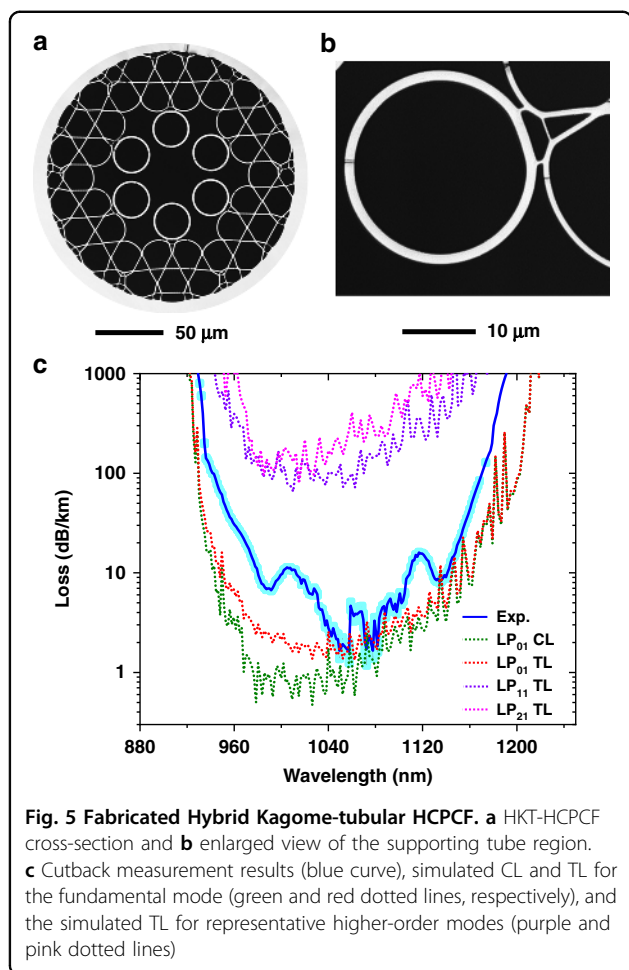 a
b
50 μm
10 μm
c
1000
100
10
1
Loss (dB/km)
Exp.
LP01 CL
LP01 TL
LP11 TL
LP21 TL
880 960 1040 1120 1200
Wavelength (nm)
Fig. 5 Fabricated Hybrid Kagome-tubular HCPCF. a HKT-HCPCF
cross-section and b enlarged view of the supporting tube region.
c Cutback measurement results (blue curve), simulated CL and TL for
the fundamental mode (green and red dotted lines, respectively), and
the simulated TL for representative higher-order modes (purple and
pink dotted lines)